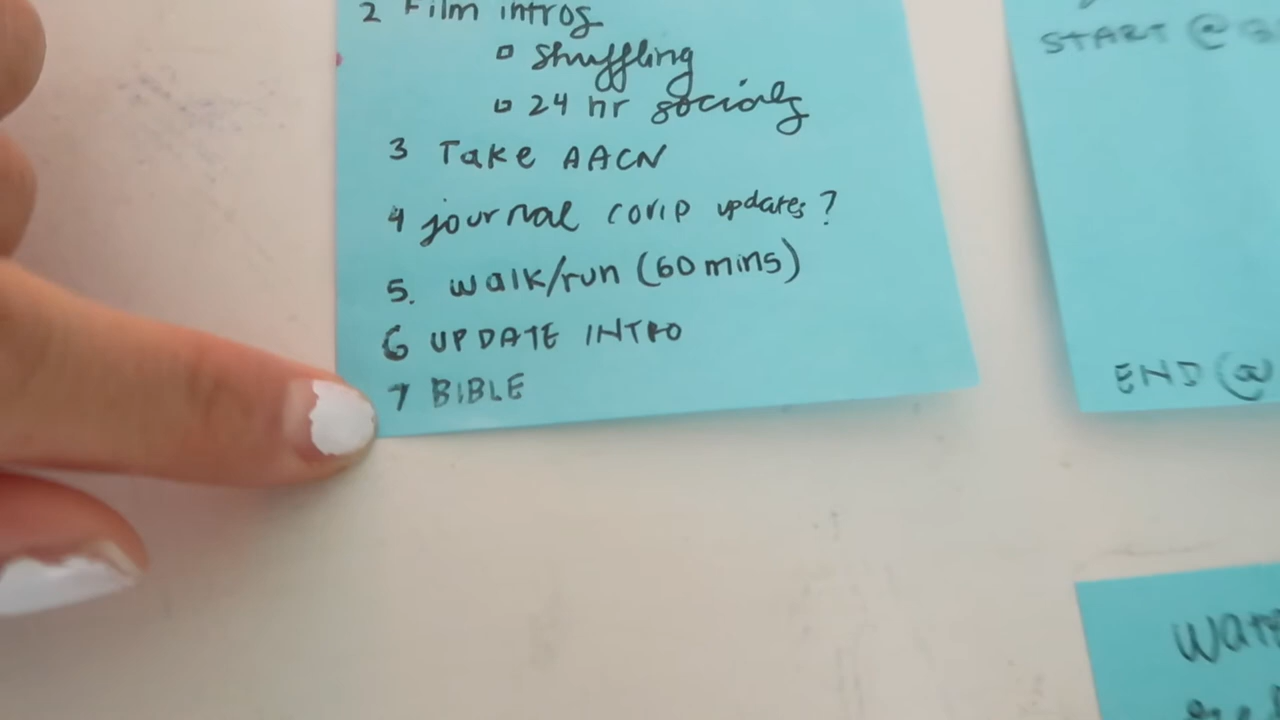 2 Film intros
▫ Shuffling
▫ 24 hr socials
3 Take AACN
4 journal COVID updates?
5. walk/run (60 mins)
6 UPDATE INTRO
7 BIBLE
START @
END @